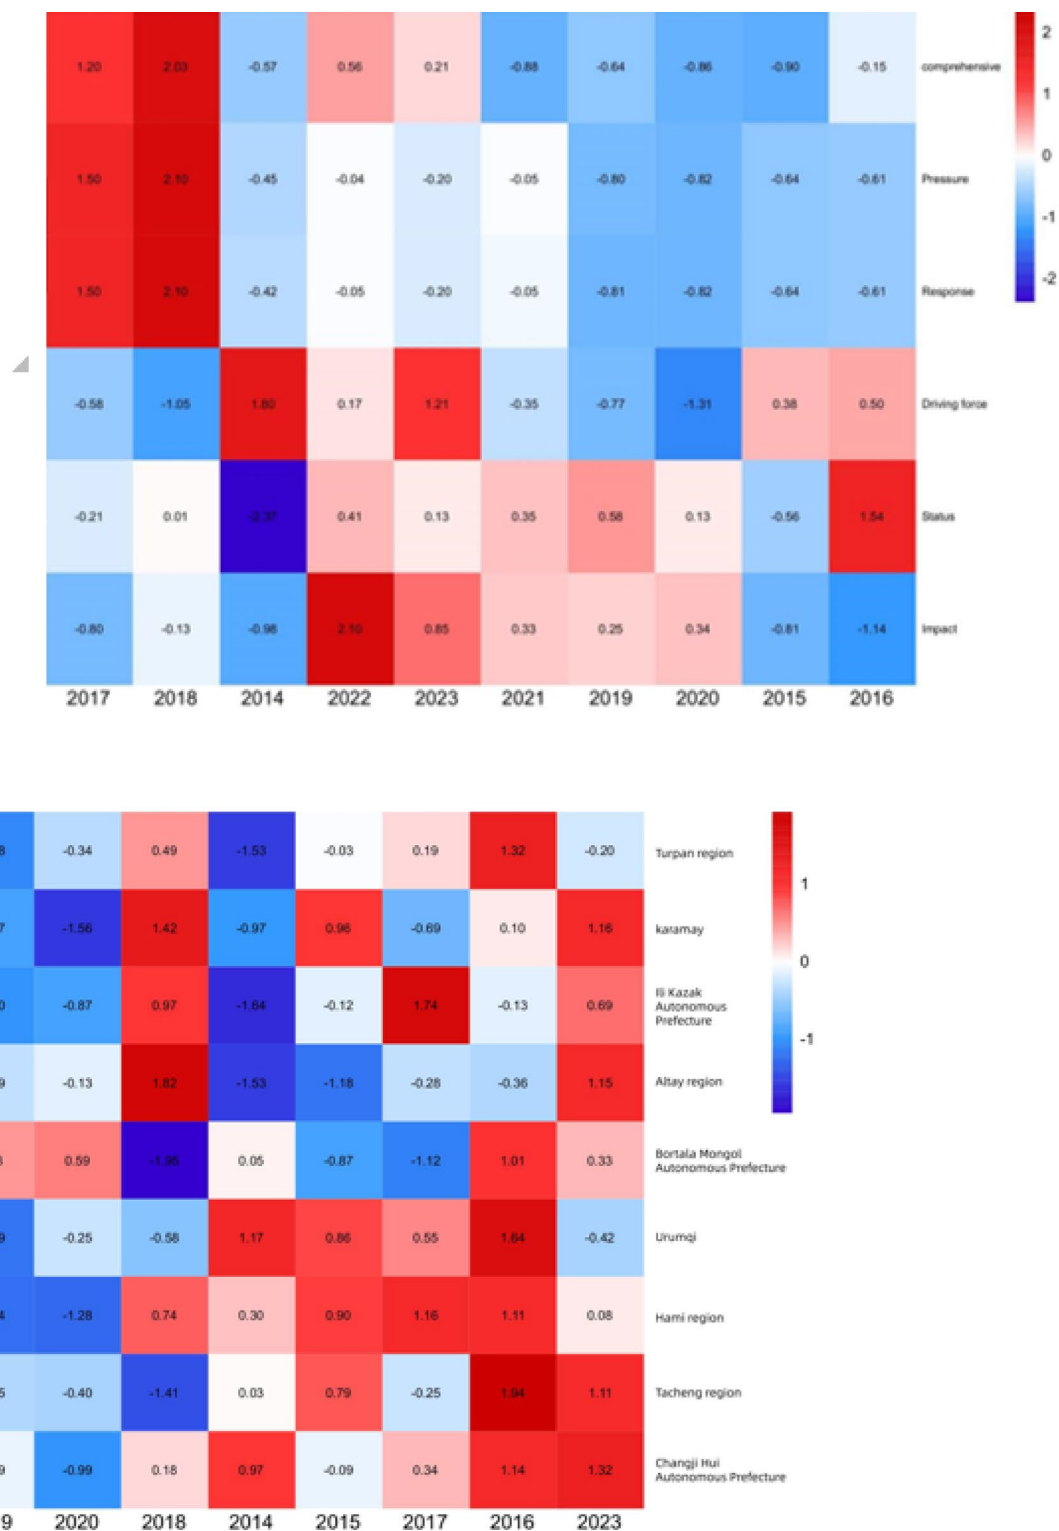 1.20 2.03 -0.57 0.56 0.21 -0.88 -0.64 -0.86 -0.90 -0.15 comprehensive
1.50 2.10 -0.45 -0.04 -0.20 -0.05 -0.80 -0.82 -0.64 -0.61 Pressure
1.50 2.10 -0.42 -0.05 -0.20 -0.05 -0.81 -0.82 -0.64 -0.61 Response
-0.58 -1.05 1.80 0.17 1.21 -0.35 -0.77 -1.31 0.38 0.50 Driving force
-0.21 0.01 -2.37 0.41 0.13 0.35 0.58 0.13 -0.56 1.54 Status
-0.80 -0.13 -0.98 2.10 0.85 0.33 0.25 0.34 -0.81 -1.14 Impact
2017 2018 2014 2022 2023 2021 2019 2020 2015 2016
2
1
0
-1
-2
8 -0.34 0.49 -1.53 -0.03 0.19 1.32 -0.20 Turpan region
7 -1.56 1.42 -0.97 0.96 -0.69 0.10 1.16 karamay
0 -0.87 0.97 -1.64 -0.12 1.74 -0.13 0.69 Ili Kazak
Autonomous
Prefecture
9 -0.13 1.82 -1.53 -1.18 -0.28 -0.36 1.15 Altay region
0.59 0.05 -0.87 -1.12 1.01 0.33 Bortala Mongol
Autonomous Prefecture
9 -0.25 -0.58 1.17 0.86 0.55 1.64 -0.42 Urumqi
4 -1.28 0.74 0.30 0.90 1.16 1.11 0.08 Hami region
5 -0.40 -1.41 0.03 0.79 -0.25 1.94 1.11 Tacheng region
9 -0.99 0.18 0.97 -0.09 0.34 1.14 1.32 Changji Hui
Autonomous Prefecture
9 2020 2018 2014 2015 2017 2016 2023
1
0
-1